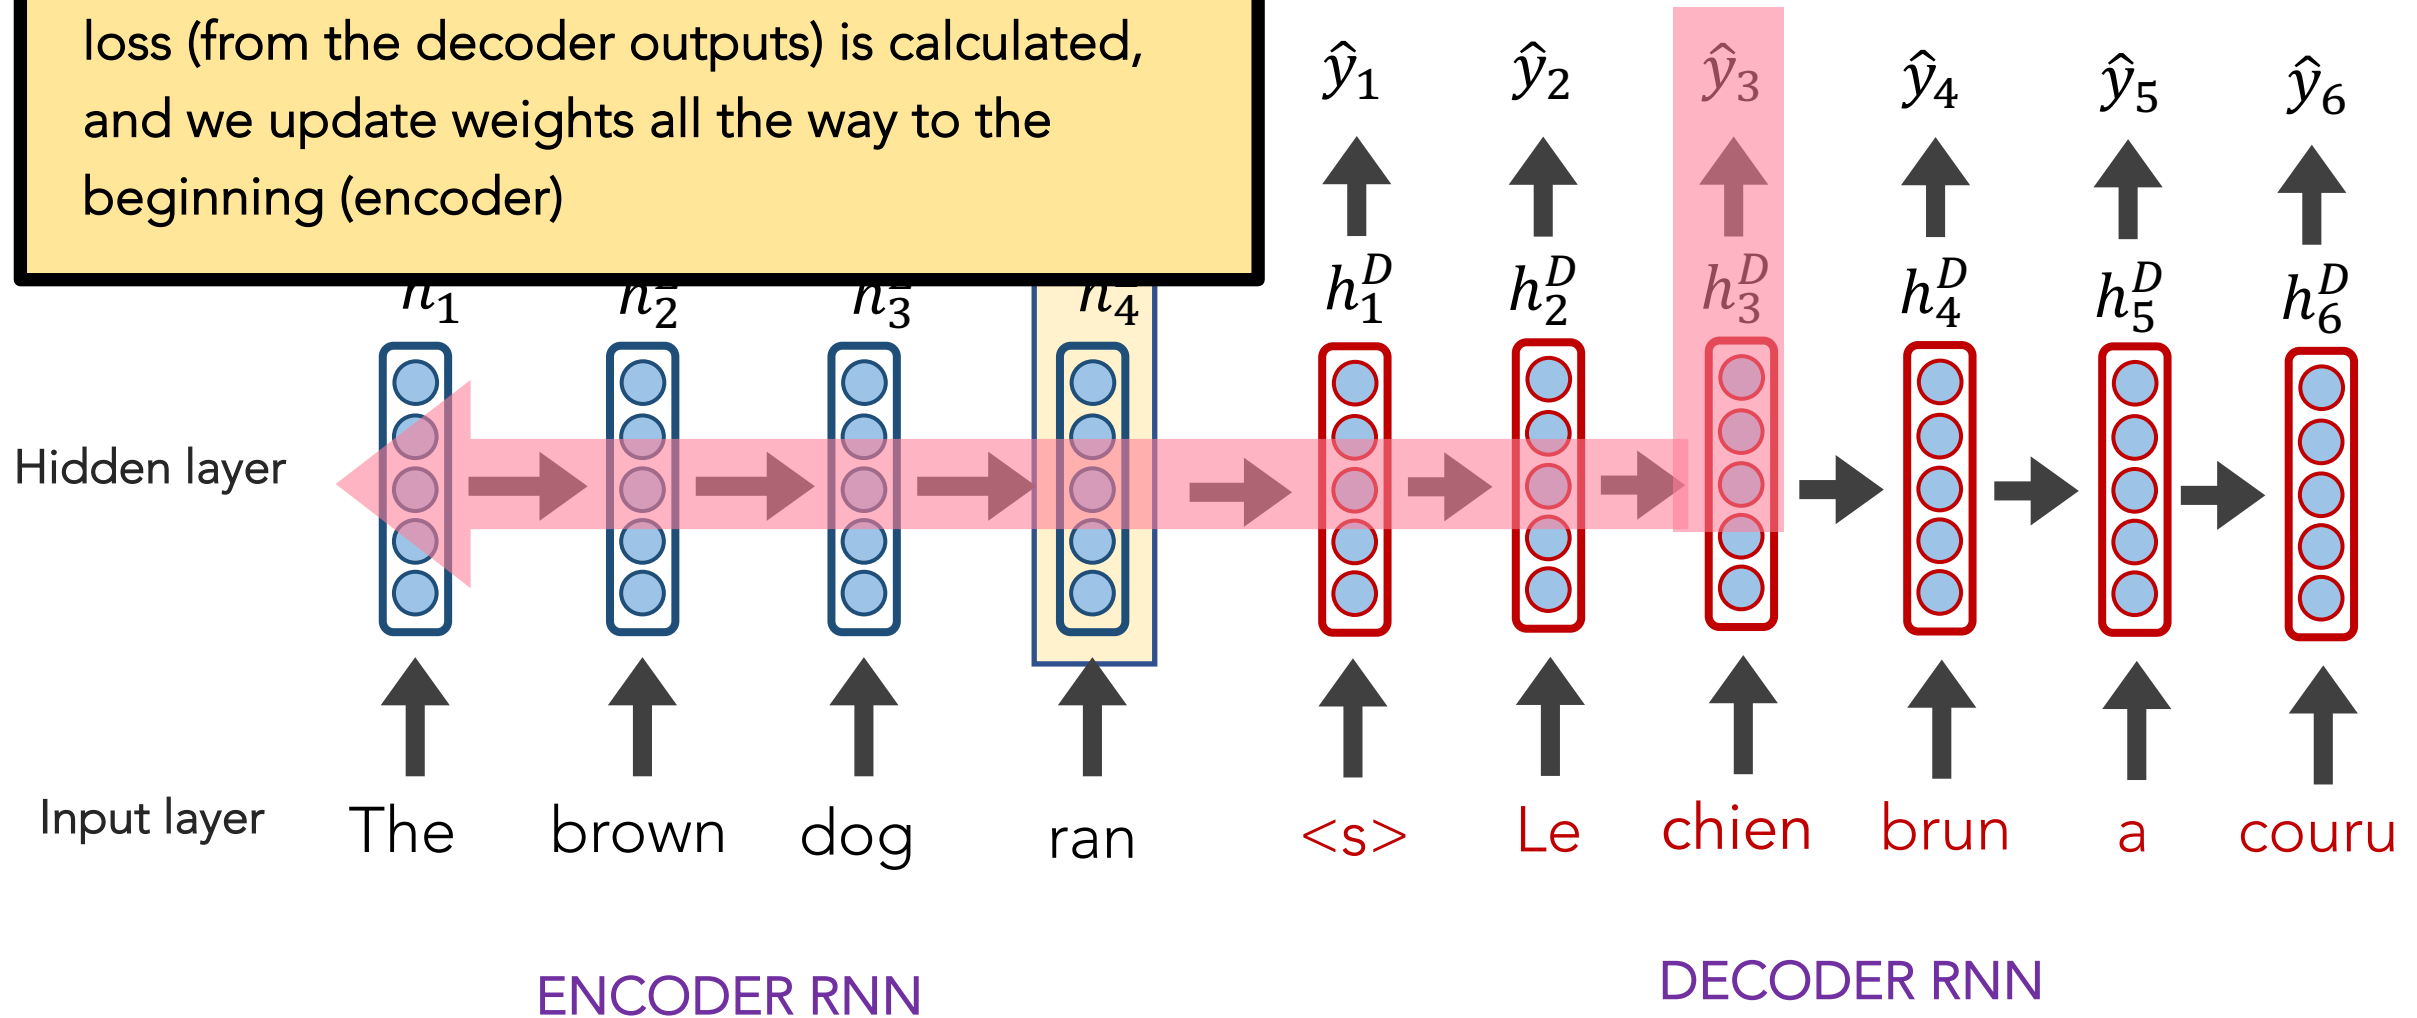 loss (from the decoder outputs) is calculated,
and we update weights all the way to the
beginning (encoder)
ŷ₁ ŷ₂ ŷ₃ ŷ₄ ŷ₅ ŷ₆
h₁ h₂ h₃ h₄ h₁ᴰ h₂ᴰ h₃ᴰ h₄ᴰ h₅ᴰ h₆ᴰ
Hidden layer
Input layer The brown dog ran <s> Le chien brun a couru
ENCODER RNN DECODER RNN